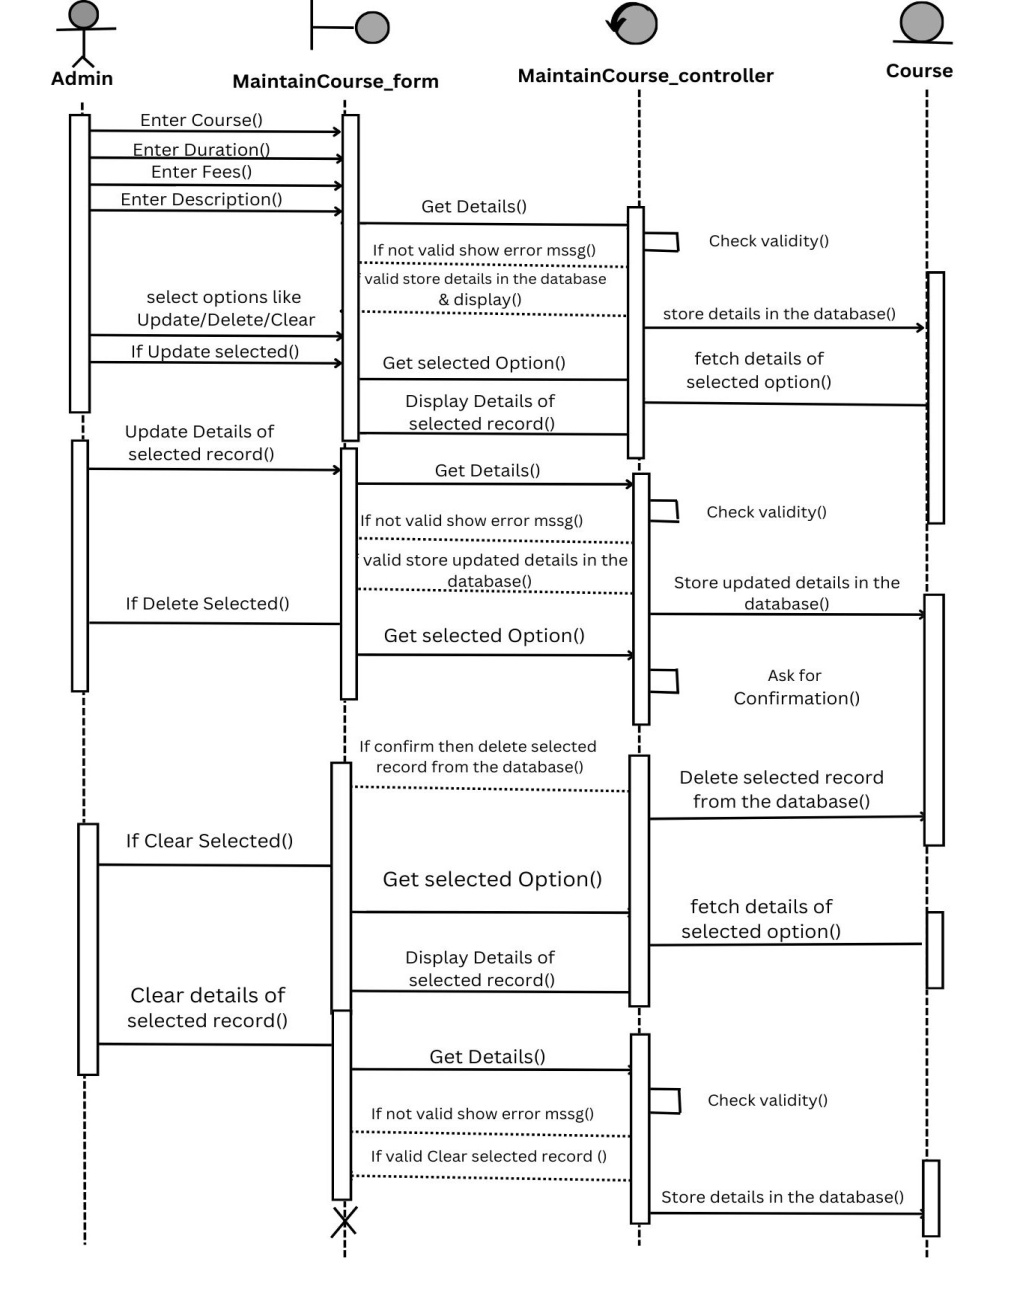 Admin
MaintainCourse_form
MaintainCourse_controller
Course
Enter Course()
Enter Duration()
Enter Fees()
Enter Description()
Get Details()
Check validity()
If not valid show error mssg()
valid store details in the database
& display()
select options like
Update/Delete/Clear
store details in the database()
If Update selected()
Get selected Option()
fetch details of
selected option()
Display Details of
selected record()
Update Details of
selected record()
Get Details()
Check validity()
If not valid show error mssg()
valid store updated details in the
database()
Store updated details in the
database()
If Delete Selected()
Get selected Option()
Ask for
Confirmation()
If confirm then delete selected
record from the database()
Delete selected record
from the database()
If Clear Selected()
Get selected Option()
fetch details of
selected option()
Display Details of
selected record()
Clear details of
selected record()
Get Details()
Check validity()
If not valid show error mssg()
If valid Clear selected record ()
Store details in the database()